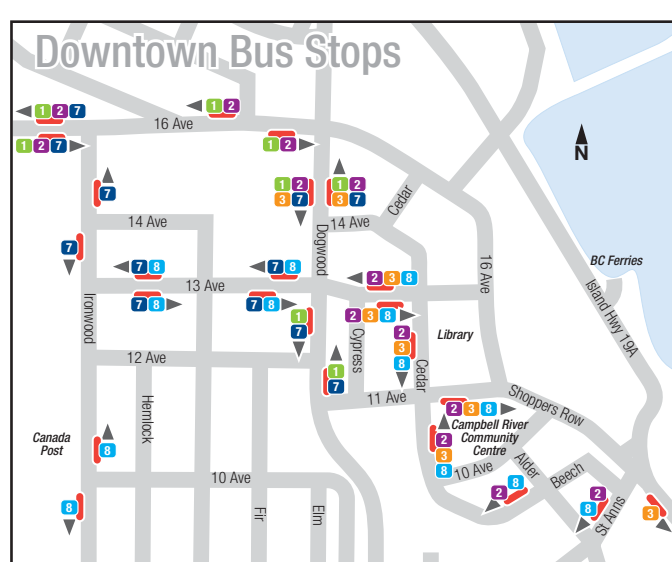 Downtown Bus Stops
1 2 7
1 2
16 Ave
1 2 7
1 2
N
7
1 2
3 7
1 2
3 7
Cedar
14 Ave
14 Ave
7
Dogwood
BC Ferries
7 8
7 8
2 3 8
16 Ave
13 Ave
Island Hwy 19A
7 8
7 8
Ironwood
1
7
2 3 8
Cypress
2
3
8
Library
12 Ave
Cedar
1
7
11 Ave
Shoppers Row
Hemlock
2 3 8
Canada
Post
8
2
3
8
Campbell River
Community
Centre
10 Ave
10 Ave
Alder
Beech
8
Fir
Elm
2 8
2
8
St Anns
3